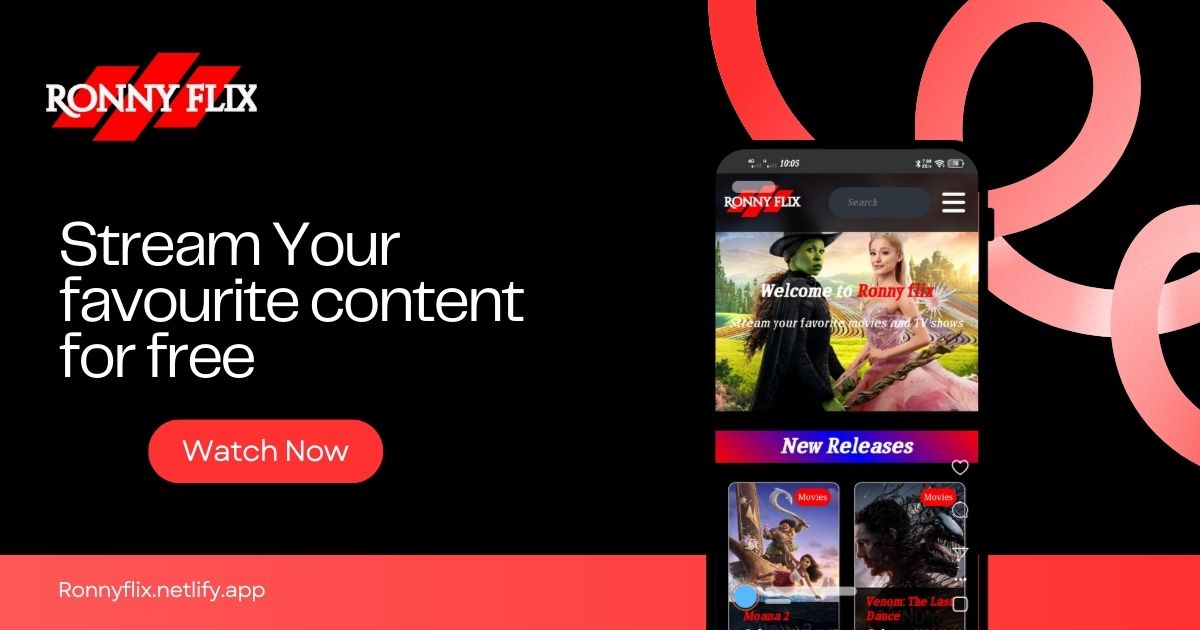 RONNY FLIX
Stream Your
favourite content
for free
Watch Now
Ronnyflix.netlify.app
10:05
RONNY FLIX
Search
Welcome to Ronny flix
Stream your favorite movies and TV shows
New Releases
Movies
Movies
Moana 2
Venom: The Last
Dance